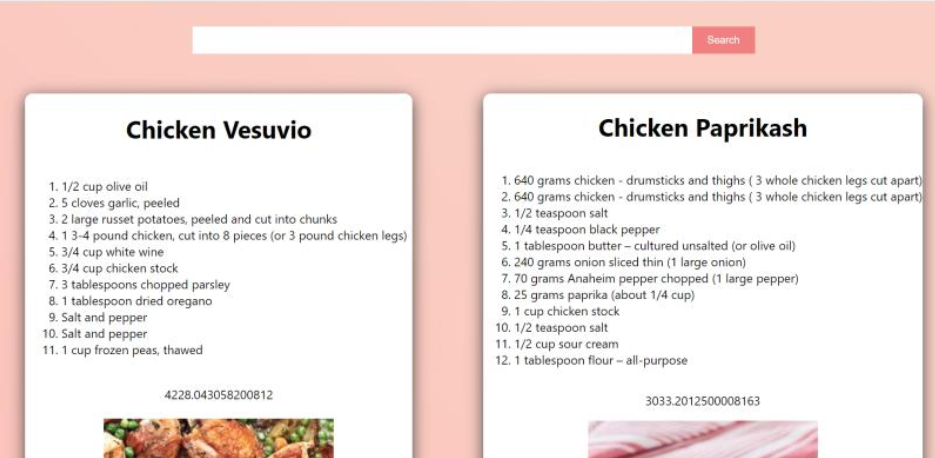 Search
Chicken Vesuvio
1. 1/2 cup olive oil
2. 5 cloves garlic, peeled
3. 2 large russet potatoes, peeled and cut into chunks
4. 1 3-4 pound chicken, cut into 8 pieces (or 3 pound chicken legs)
5. 3/4 cup white wine
6. 3/4 cup chicken stock
7. 3 tablespoons chopped parsley
8. 1 tablespoon dried oregano
9. Salt and pepper
10. Salt and pepper
11. 1 cup frozen peas, thawed
4228.043058200812
Chicken Paprikash
1. 640 grams chicken - drumsticks and thighs ( 3 whole chicken legs cut apart)
2. 640 grams chicken - drumsticks and thighs ( 3 whole chicken legs cut apart)
3. 1/2 teaspoon salt
4. 1/4 teaspoon black pepper
5. 1 tablespoon butter – cultured unsalted (or olive oil)
6. 240 grams onion sliced thin (1 large onion)
7. 70 grams Anaheim pepper chopped (1 large pepper)
8. 25 grams paprika (about 1/4 cup)
9. 1 cup chicken stock
10. 1/2 teaspoon salt
11. 1/2 cup sour cream
12. 1 tablespoon flour – all-purpose
3033.2012500008163